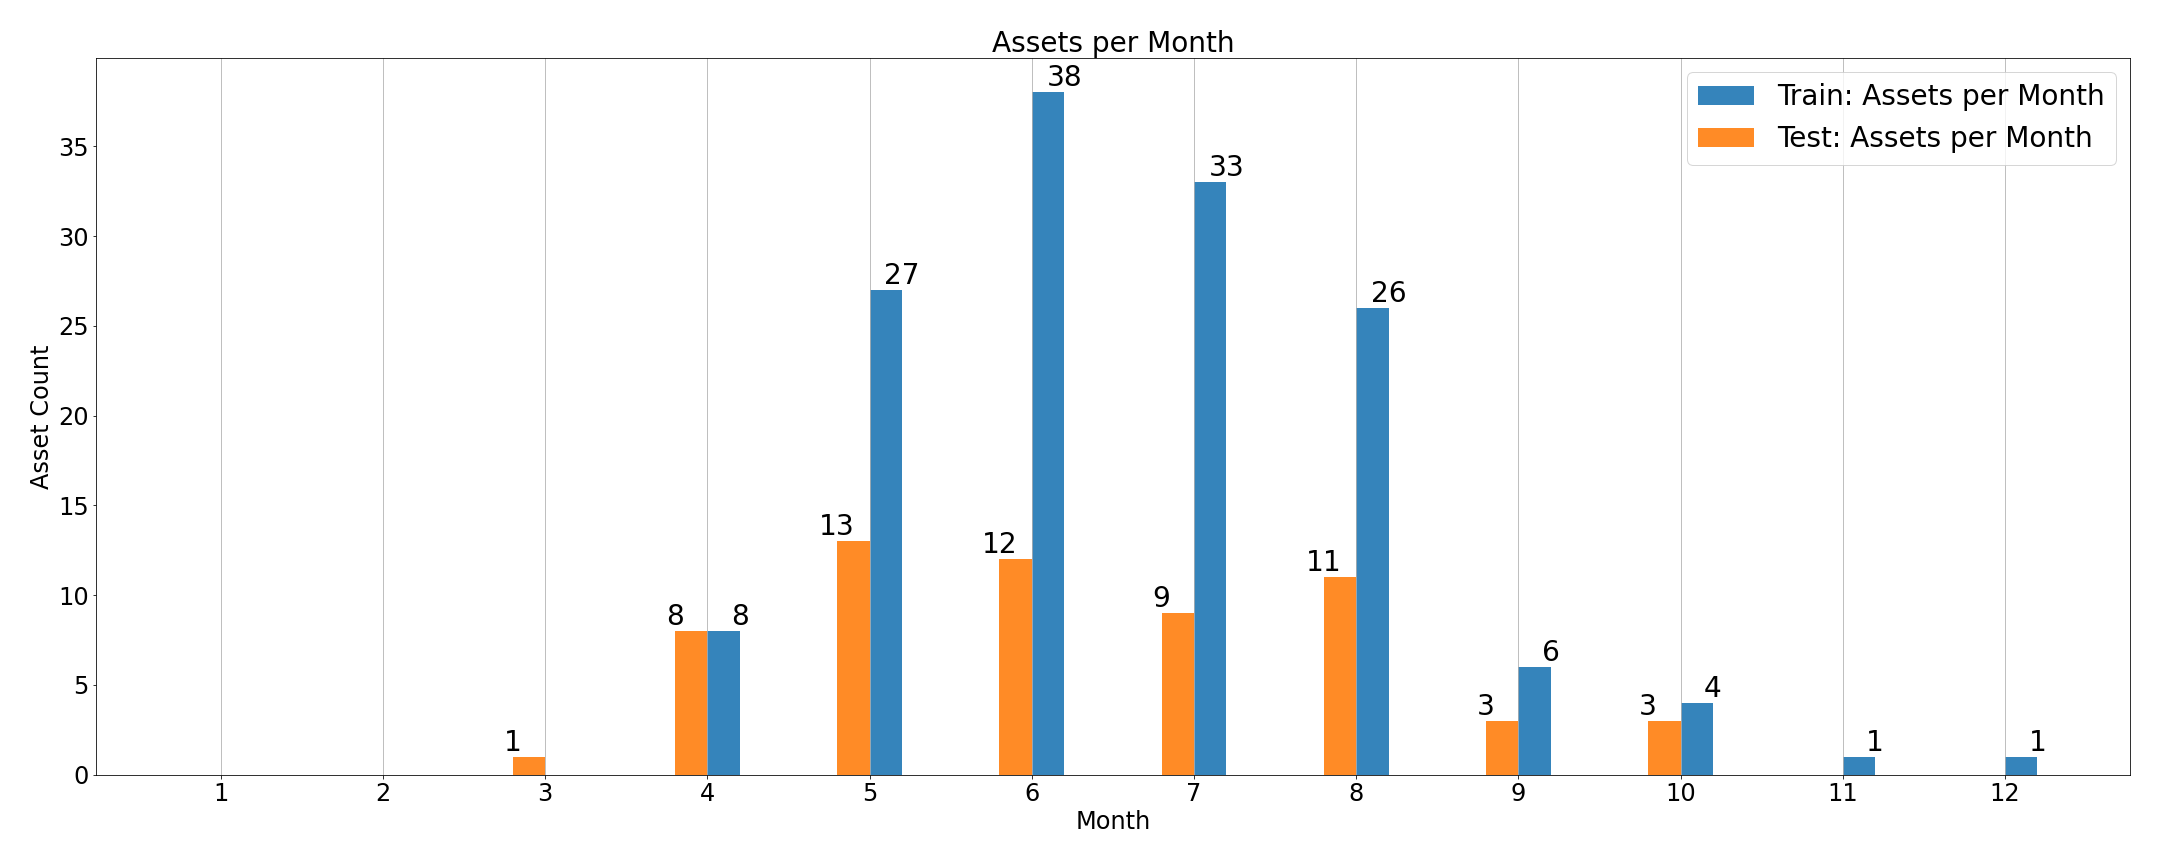 Assets per Month
38
Train: Assets per Month
Test: Assets per Month
35
33
30
27
26
25
20
15
13
12
11
10
9
8 8
6
5
4
3 3
1 1 1
0
1 2 3 4 5 6 7 8 9 10 11 12
Asset Count
Month